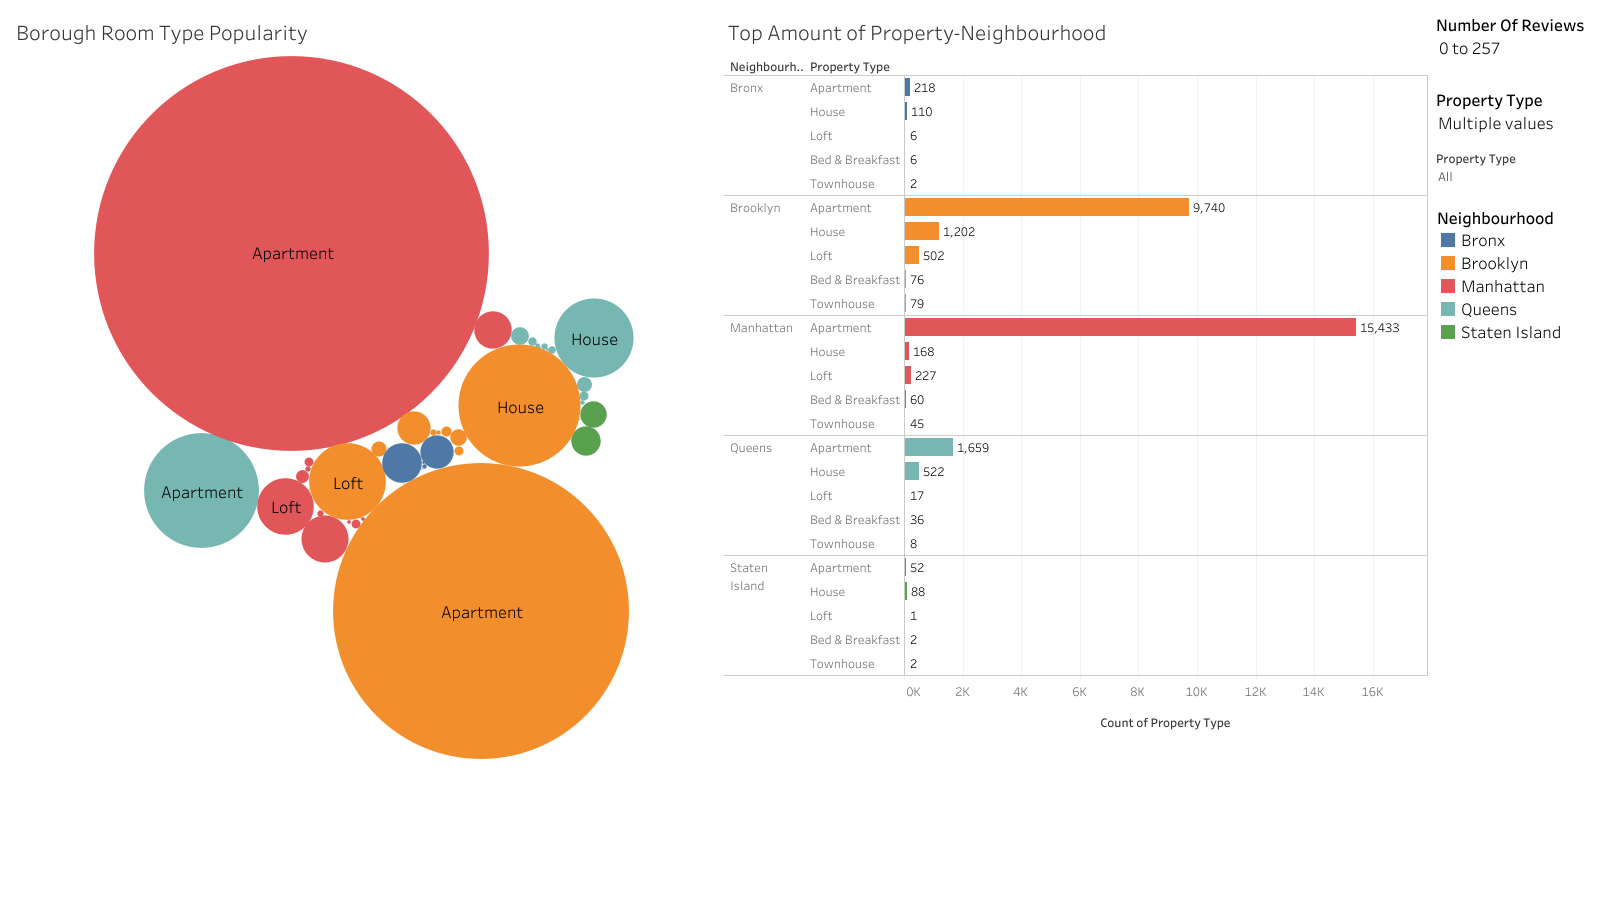 Borough Room Type Popularity
Apartment
House
House
Apartment
Loft
Loft
Apartment
Top Amount of Property-Neighbourhood
Neighbourh.. Property Type
Bronx Apartment 218
House 110
Loft 6
Bed & Breakfast 6
Townhouse 2
Brooklyn Apartment 9,740
House 1,202
Loft 502
Bed & Breakfast 76
Townhouse 79
Manhattan Apartment 15,433
House 168
Loft 227
Bed & Breakfast 60
Townhouse 45
Queens Apartment 1,659
House 522
Loft 17
Bed & Breakfast 36
Townhouse 8
Staten Island Apartment 52
House 88
Loft 1
Bed & Breakfast 2
Townhouse 2
0K 2K 4K 6K 8K 10K 12K 14K 16K
Count of Property Type
Number Of Reviews
0 to 257
Property Type
Multiple values
Property Type
All
Neighbourhood
Bronx
Brooklyn
Manhattan
Queens
Staten Island